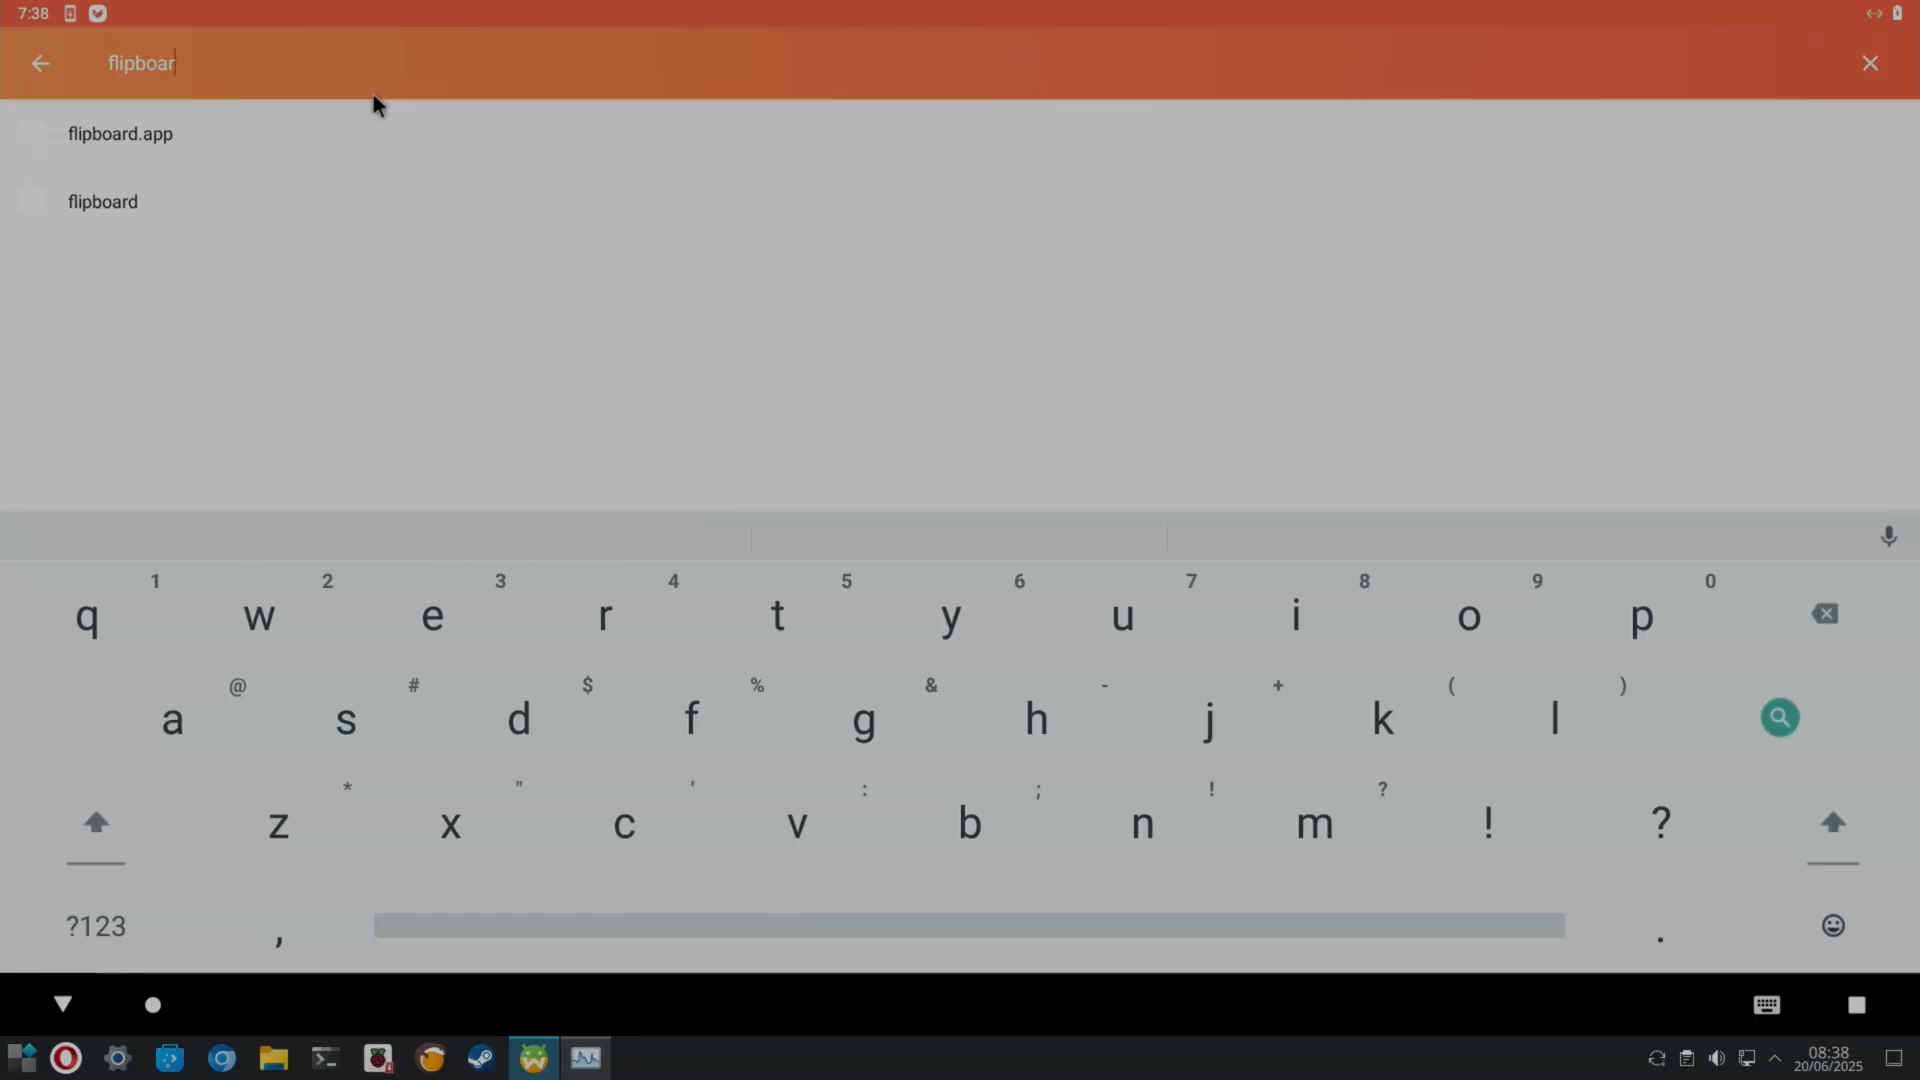 7:38
flipboar
flipboard.app
flipboard
1 2 3 4 5 6 7 8 9 0
q w e r t y u i o p
@ # $ % & - + ( )
a s d f g h j k l
* " ' : ; ! ?
z x c v b n m ! ?
?123 , .
08:38
20/06/2025